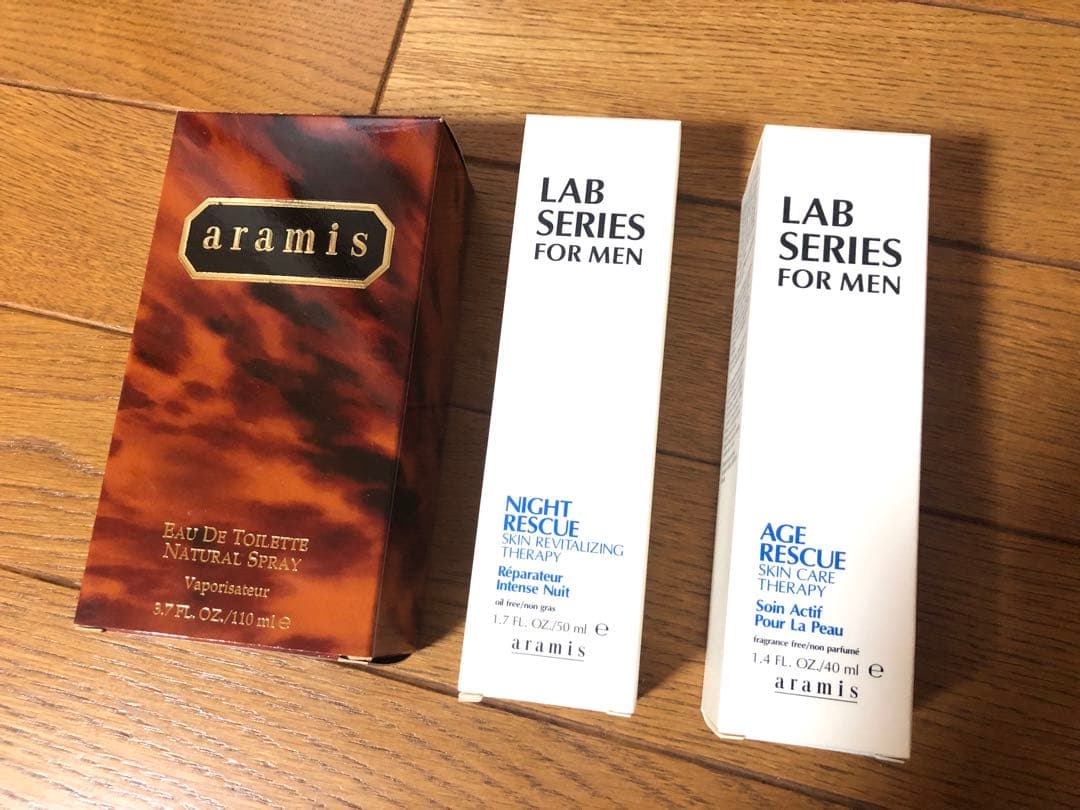 aramis
EAU DE TOILETTE
NATURAL SPRAY
Vaporisateur
3.7 FL. OZ./110 ml ℮
LAB
SERIES
FOR MEN
NIGHT
RESCUE
SKIN REVITALIZING
THERAPY
Réparateur
Intense Nuit
oil free/non gras
1.7 FL. OZ./50 ml ℮
aramis
LAB
SERIES
FOR MEN
AGE
RESCUE
SKIN CARE
THERAPY
Soin Actif
Pour La Peau
fragrance free/non parfumé
1.4 FL. OZ./40 ml ℮
aramis